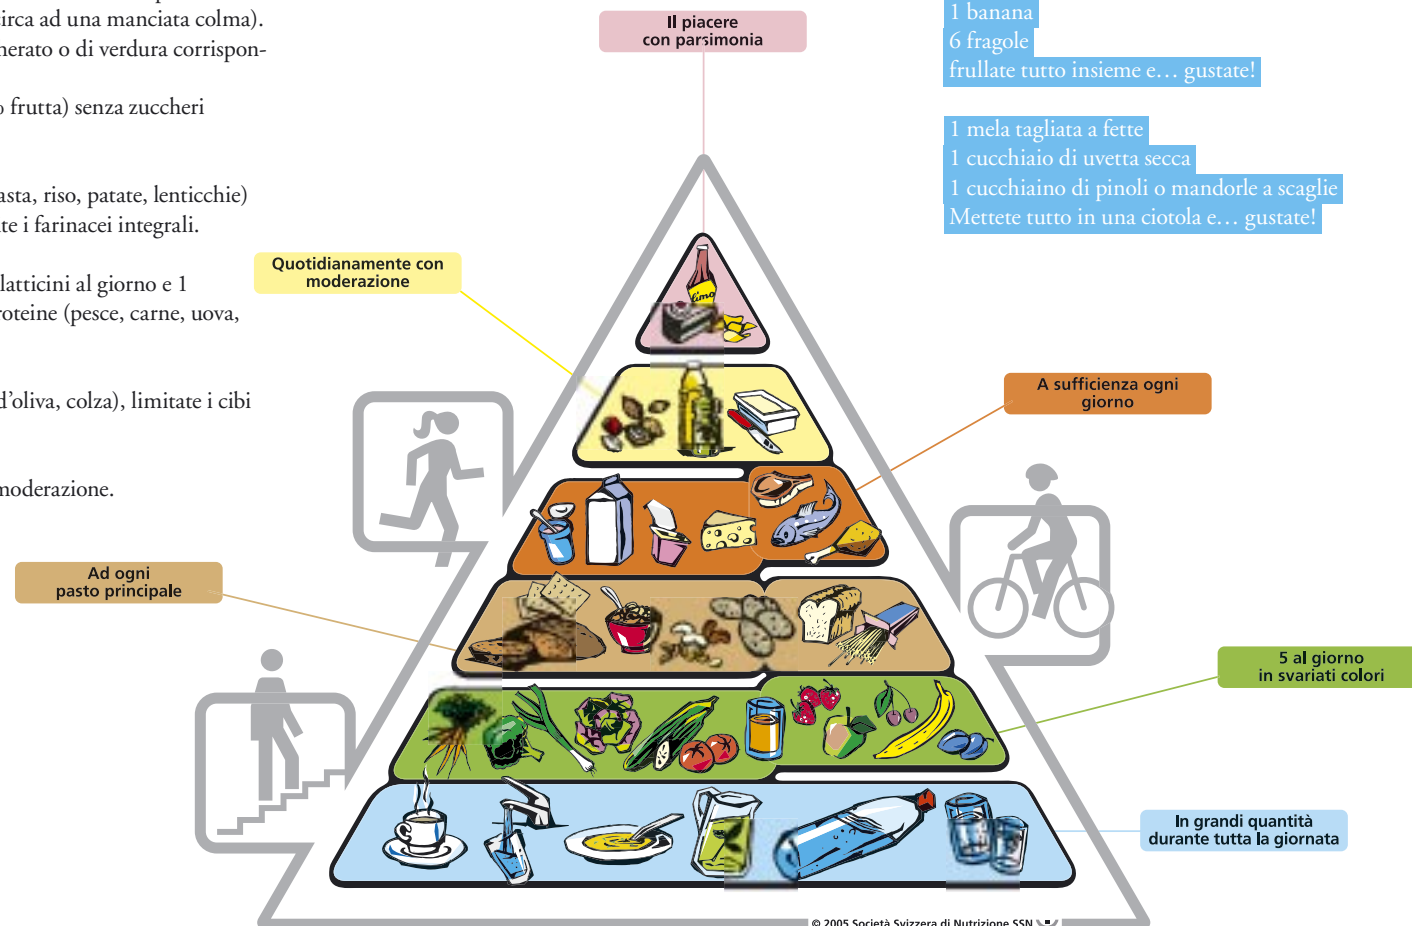 circa ad una manciata colma).
nerato o di verdura corrispon-
frutta) senza zuccheri
asta, riso, patate, lenticchie)
te i farinacei integrali.
latticini al giorno e 1
roteine (pesce, carne, uova,
d’oliva, colza), limitate i cibi
moderazione.
Il piacere
con parsimonia
1 banana
6 fragole
frullate tutto insieme e… gustate!
1 mela tagliata a fette
1 cucchiaio di uvetta secca
1 cucchiaino di pinoli o mandorle a scaglie
Mettete tutto in una ciotola e… gustate!
Quotidianamente con
moderazione
limo
A sufficienza ogni
giorno
Ad ogni
pasto principale
5 al giorno
in svariati colori
In grandi quantità
durante tutta la giornata
© 2005 Società Svizzera di Nutrizione SSN